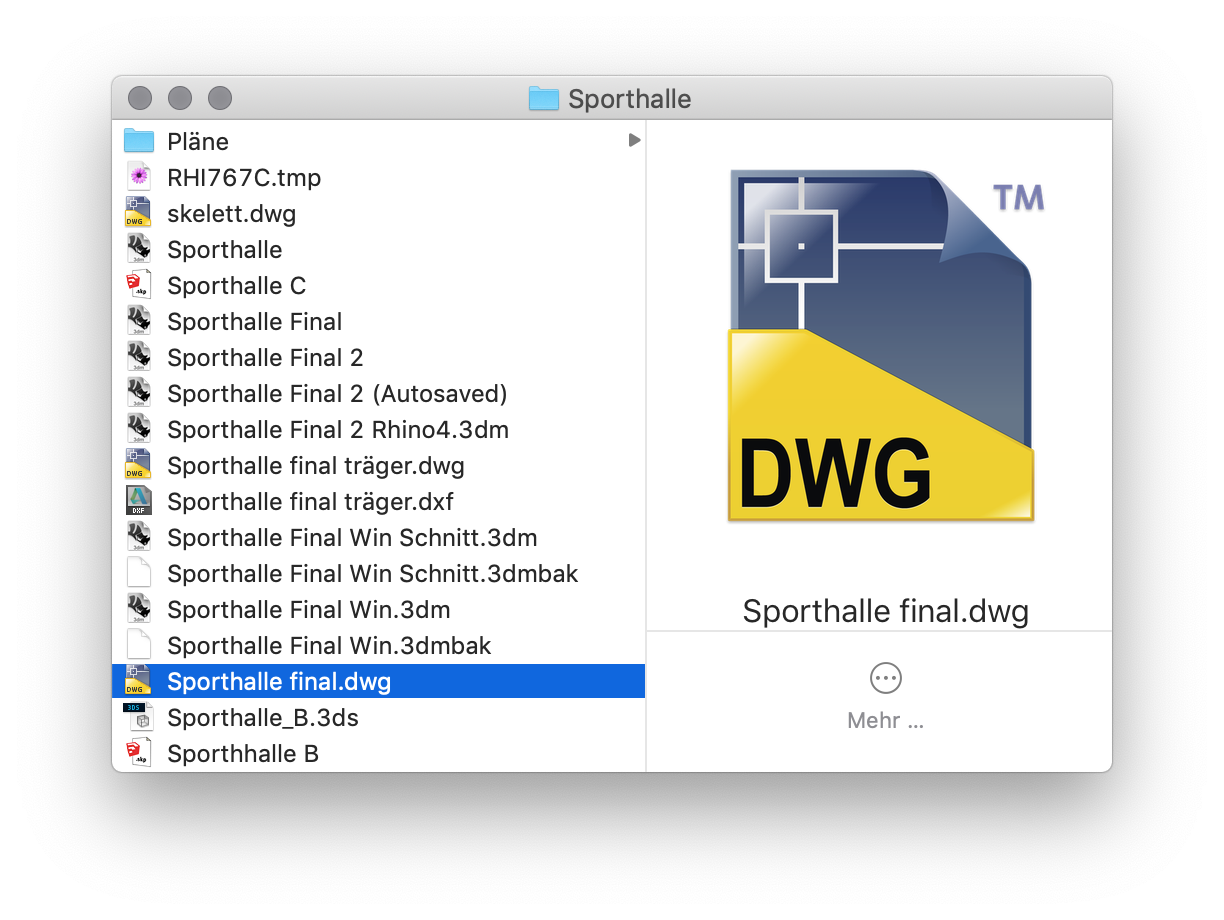 Sporthalle
Pläne
RHI767C.tmp
skelett.dwg
Sporthalle
Sporthalle C
Sporthalle Final
Sporthalle Final 2
Sporthalle Final 2 (Autosaved)
Sporthalle Final 2 Rhino4.3dm
Sporthalle final träger.dwg
Sporthalle final träger.dxf
Sporthalle Final Win Schnitt.3dm
Sporthalle Final Win Schnitt.3dmbak
Sporthalle Final Win.3dm
Sporthalle Final Win.3dmbak
Sporthalle final.dwg
Sporthalle_B.3ds
Sporthhalle B
TM
DWG
Sporthalle final.dwg
Mehr ...